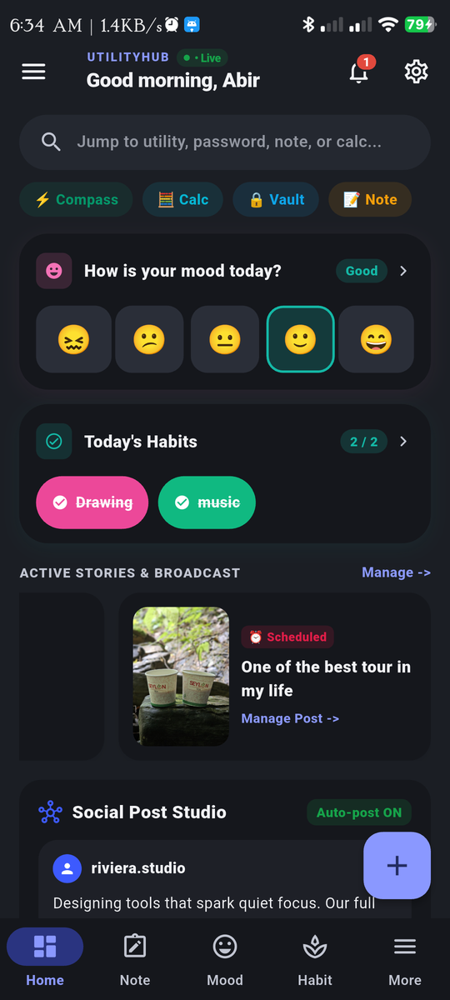 6:34 AM | 1.4KB/s
79
UTILITYHUB
• Live
Good morning, Abir
1
Jump to utility, password, note, or calc...
Compass
Calc
Vault
Note
How is your mood today?
Good
Today's Habits
2 / 2
Drawing
music
ACTIVE STORIES & BROADCAST
Manage ->
SEYLON
SEYLON
Scheduled
One of the best tour in
my life
Manage Post ->
Social Post Studio
Auto-post ON
riviera.studio
Designing tools that spark quiet focus. Our full
Home
Note
Mood
Habit
More